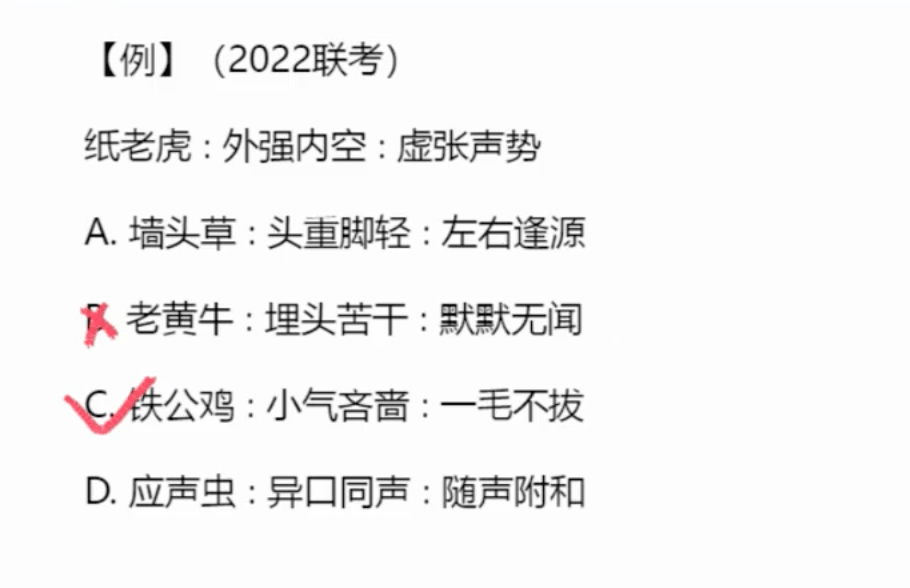 【例】（2022联考）
纸老虎 : 外强内空 : 虚张声势
A. 墙头草 : 头重脚轻 : 左右逢源
B. 老黄牛 : 埋头苦干 : 默默无闻
C. 铁公鸡 : 小气吝啬 : 一毛不拔
D. 应声虫 : 异口同声 : 随声附和